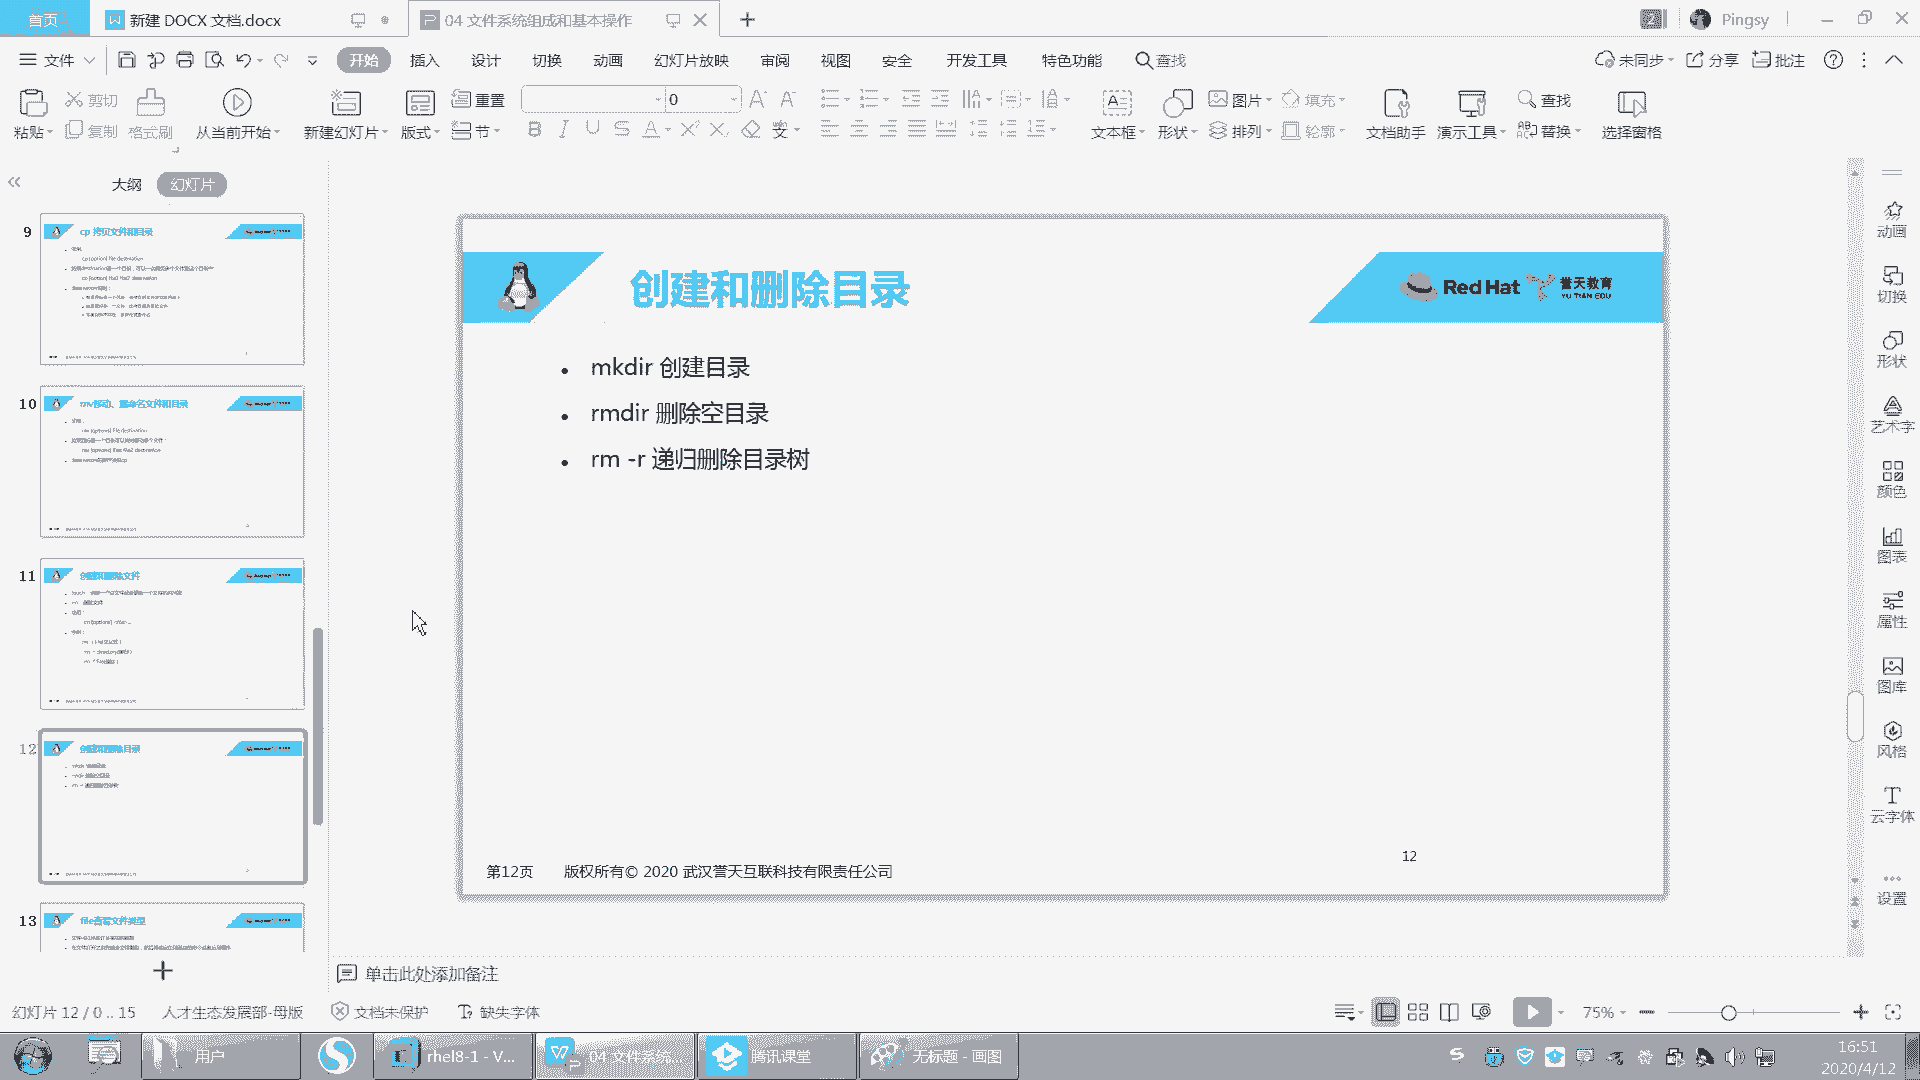 首页
新建 DOCX 文档.docx
04 文件系统组成和基本操作
Pingsy
文件
开始
插入
设计
切换
动画
幻灯片放映
审阅
视图
安全
开发工具
特色功能
查找
未同步
分享
批注
粘贴
剪切
复制
格式刷
从当前开始
新建幻灯片
版式
重置
节
0
文本框
形状
图片
排列
填充
轮廓
文档助手
演示工具
查找
替换
选择窗格
大纲
幻灯片
9
cp 拷贝文件和目录
10
mv移动、重命名文件和目录
11
创建和删除文件
12
创建和删除目录
13
file查看文件类型
创建和删除目录
Red Hat
誉天教育
YU TIAN EDU
mkdir 创建目录
rmdir 删除空目录
rm -r 递归删除目录树
12
第12页 版权所有© 2020 武汉誉天互联科技有限责任公司
动画
切换
形状
艺术字
颜色
图表
属性
图库
风格
云字体
设置
单击此处添加备注
幻灯片 12 / 0 .. 15
人才生态发展部-母版
文档未保护
缺失字体
75%
用户
rhel8-1 - V...
04 文件系统...
腾讯课堂
无标题 - 画图
16:51
2020/4/12